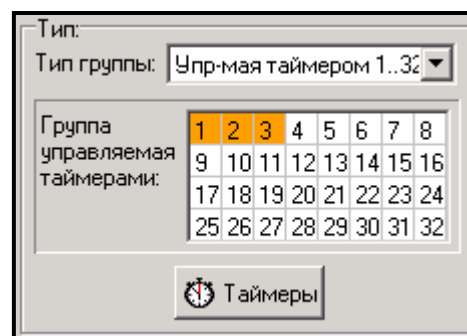 Тип:
Тип группы: Упр-мая таймером 1..32
Группа управляемая таймерами:
1 2 3 4 5 6 7 8
9 10 11 12 13 14 15 16
17 18 19 20 21 22 23 24
25 26 27 28 29 30 31 32
Таймеры